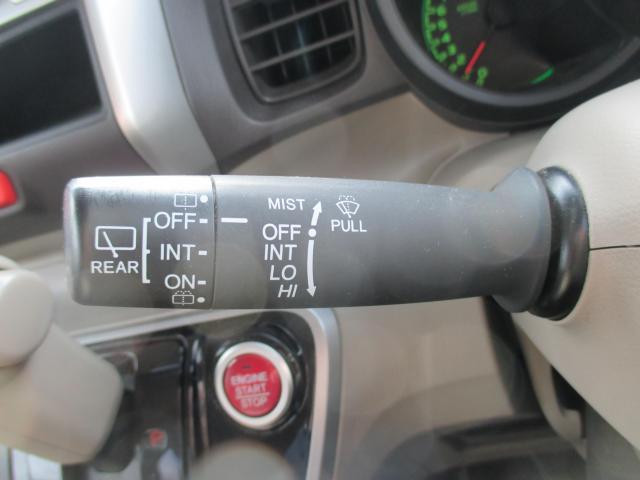 REAR
OFF
INT
ON
MIST
OFF
INT
LO
HI
PULL
ENGINE
START
STOP